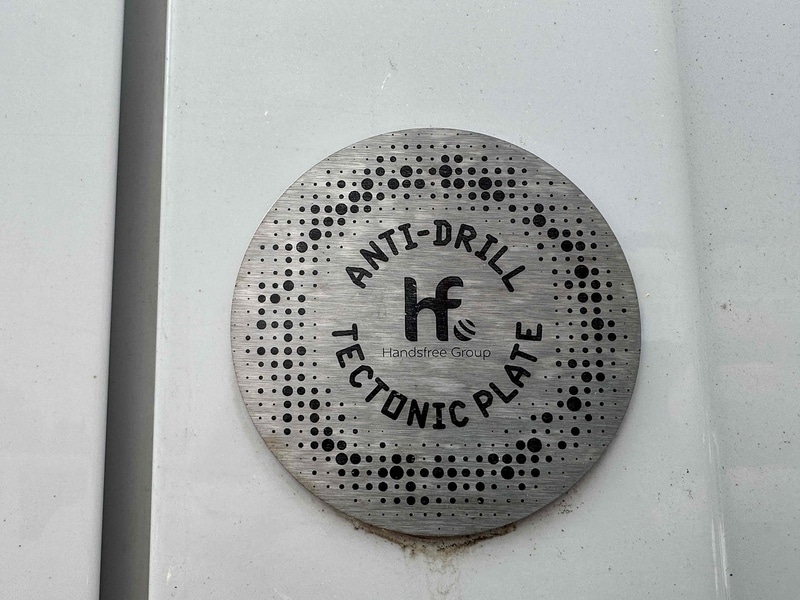 ANTI-DRILL
hf
Handsfree Group
TECTONIC PLATE